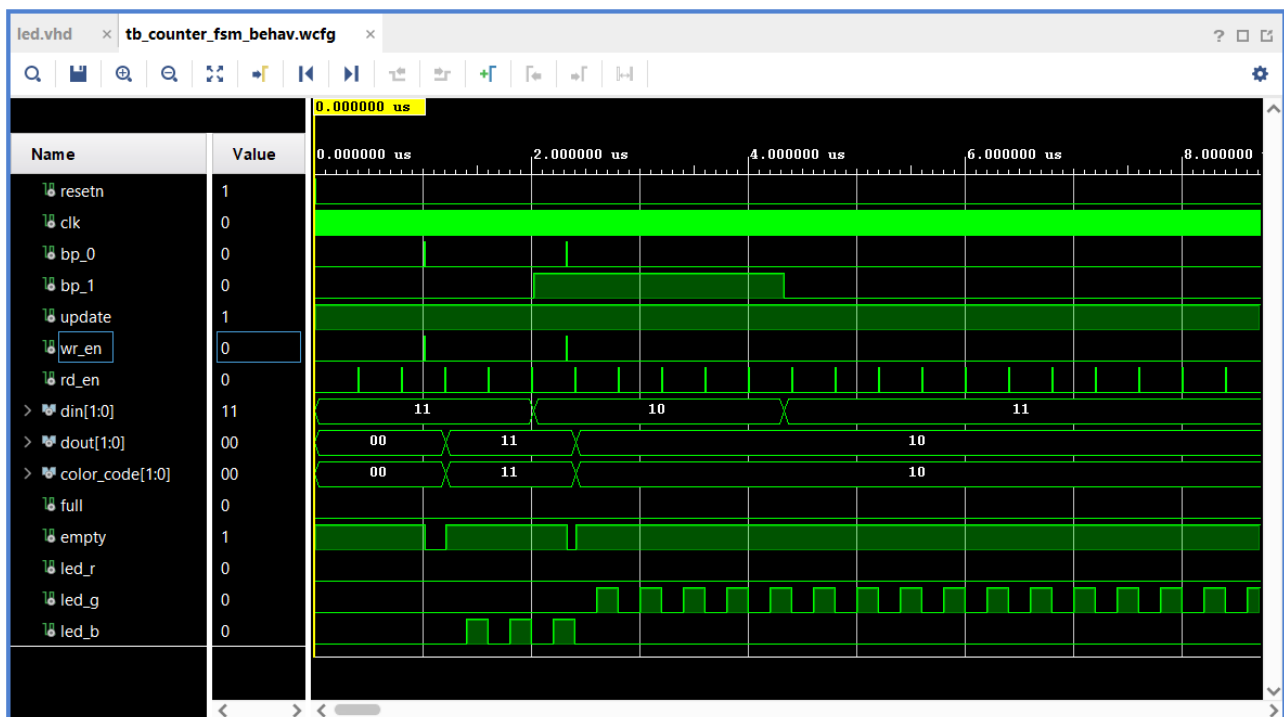 led.vhd × tb_counter_fsm_behav.wcfg × ?
0.000000 us
Name Value 0.000000 us 2.000000 us 4.000000 us 6.000000 us 8.000000
resetn 1
clk 0
bp_0 0
bp_1 0
update 1
wr_en 0
rd_en 0
> din[1:0] 11 11 10 11
> dout[1:0] 00 00 11 10
> color_code[1:0] 00 00 11 10
full 0
empty 1
led_r 0
led_g 0
led_b 0